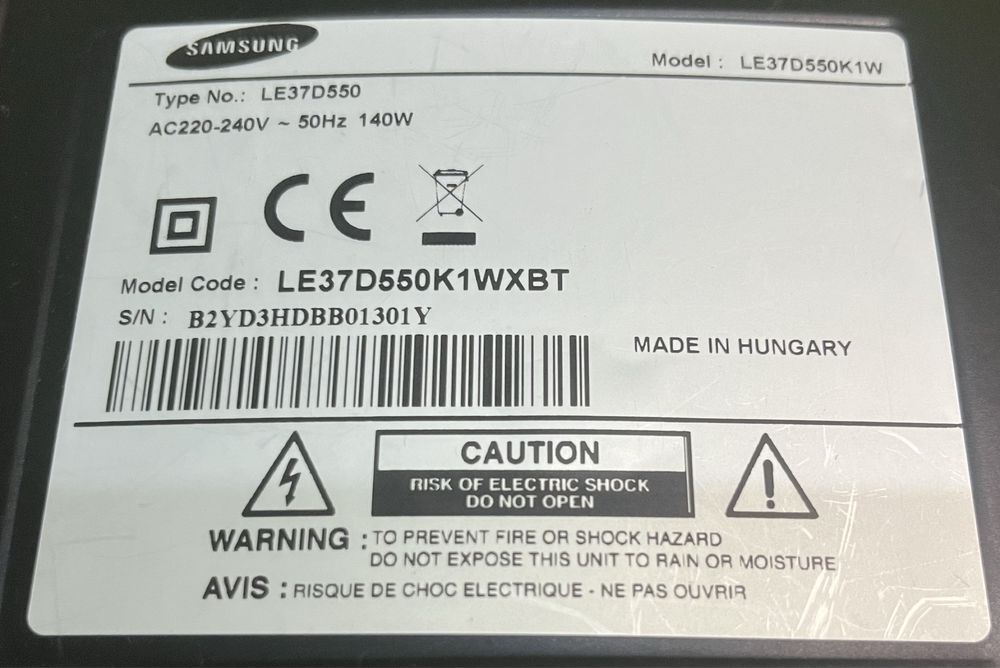 SAMSUNG
Model : LE37D550K1W
Type No.: LE37D550
AC220-240V ~ 50Hz 140W
CE
Model Code : LE37D550K1WXBT
S/N : B2YD3HDBB01301Y
MADE IN HUNGARY
CAUTION
RISK OF ELECTRIC SHOCK
DO NOT OPEN
WARNING : TO PREVENT FIRE OR SHOCK HAZARD
DO NOT EXPOSE THIS UNIT TO RAIN OR MOISTURE
AVIS : RISQUE DE CHOC ELECTRIQUE - NE PAS OUVRIR